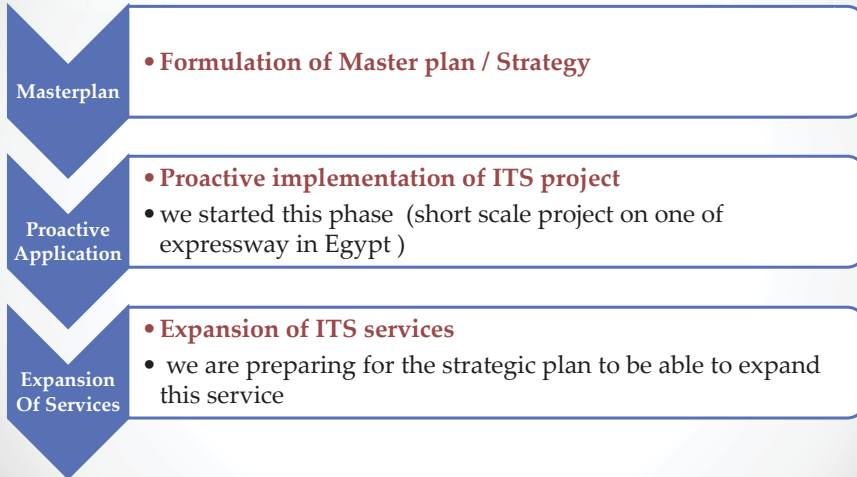 Masterplan
• Formulation of Master plan / Strategy
Proactive
Application
• Proactive implementation of ITS project
• we started this phase (short scale project on one of
expressway in Egypt )
Expansion
Of Services
• Expansion of ITS services
• we are preparing for the strategic plan to be able to expand
this service